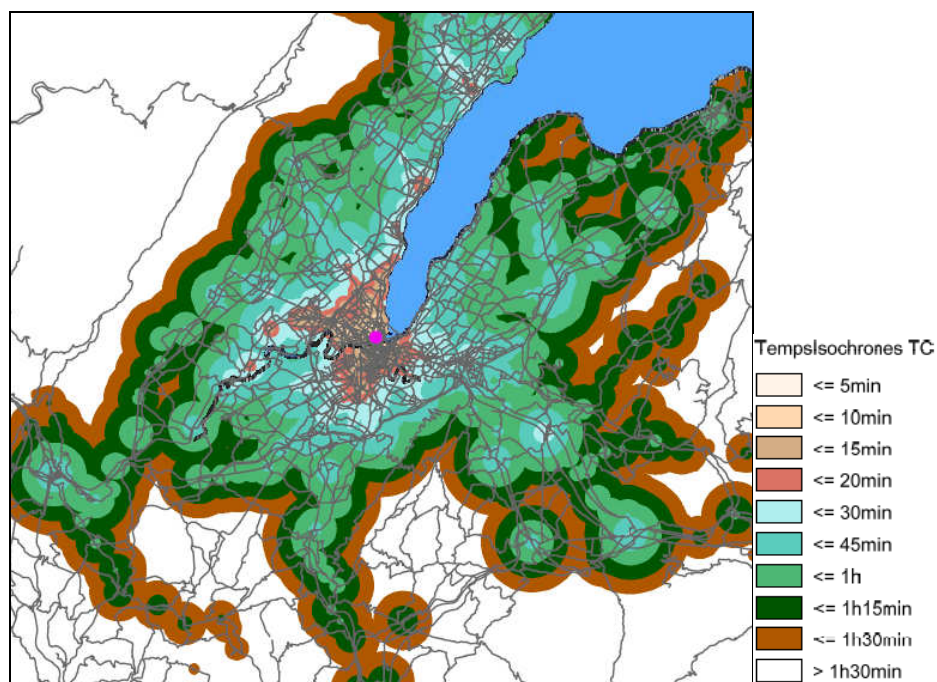 TempsIsochrones TC
<= 5min
<= 10min
<= 15min
<= 20min
<= 30min
<= 45min
<= 1h
<= 1h15min
<= 1h30min
> 1h30min